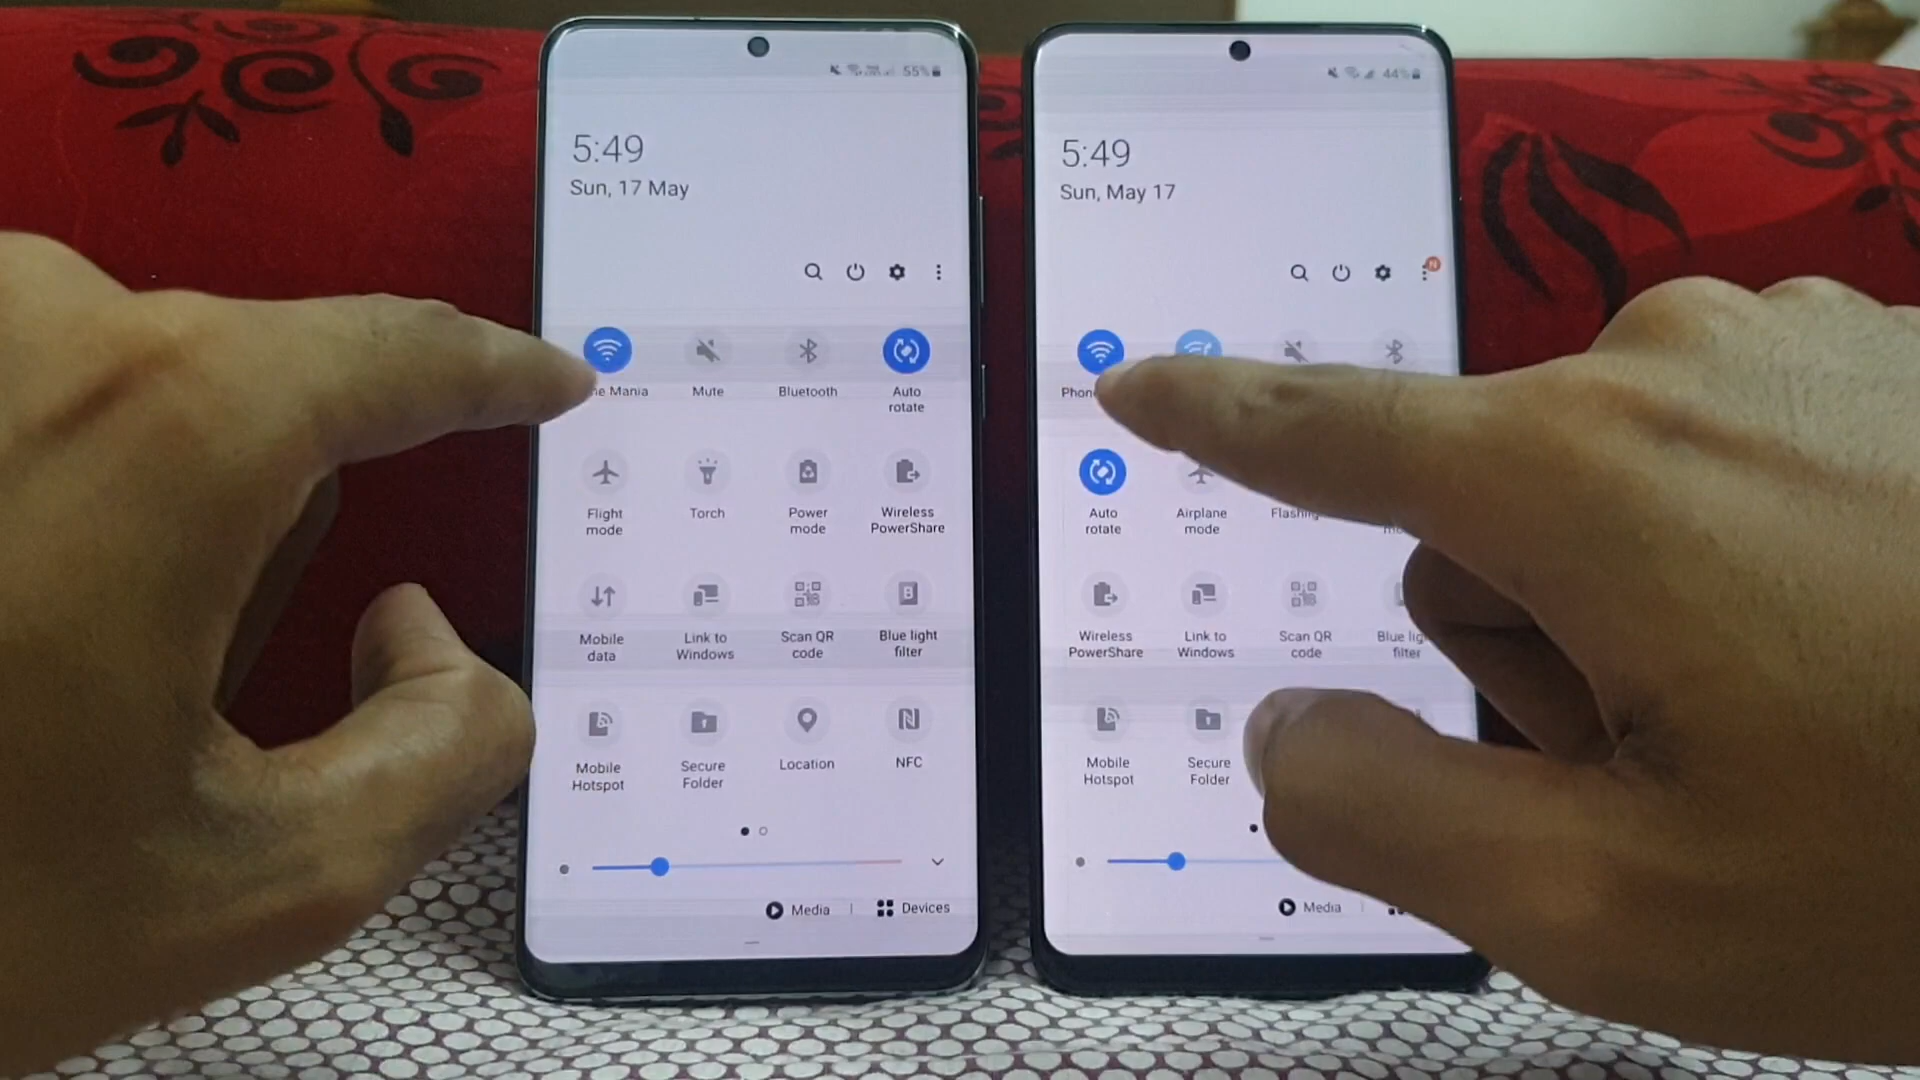 55%
5:49
Sun, 17 May
ne Mania
Mute
Bluetooth
Auto
rotate
Flight
mode
Torch
Power
mode
Wireless
PowerShare
Mobile
data
Link to
Windows
Scan QR
code
Blue light
filter
Mobile
Hotspot
Secure
Folder
Location
NFC
Media
Devices
44%
5:49
Sun, May 17
N
Phon
Auto
rotate
Airplane
mode
Flashlig
Wireless
PowerShare
Link to
Windows
Scan QR
code
Blue lig
filter
Mobile
Hotspot
Secure
Folder
Media